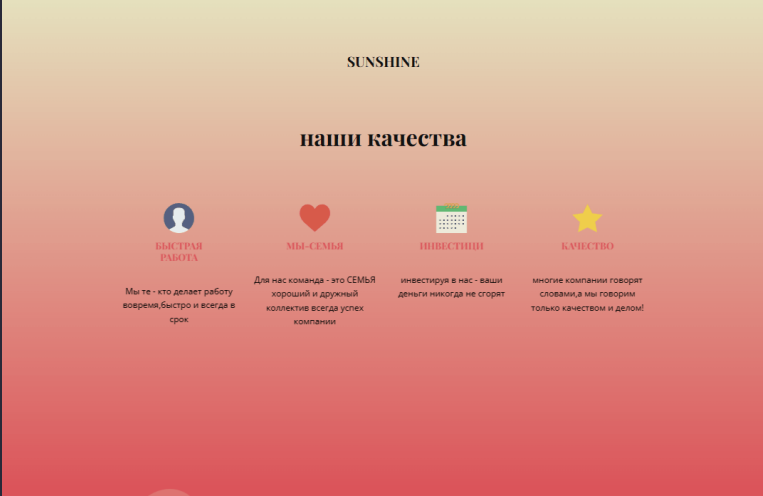 SUNSHINE
наши качества
БЫСТРАЯ
РАБОТА
Мы те - кто делает работу
вовремя,быстро и всегда в
срок
МЫ-СЕМЬЯ
Для нас команда - это СЕМЬЯ
хороший и дружный
коллектив всегда успех
компании
ИНВЕСТИЦИ
инвестируя в нас - ваши
деньги никогда не сгорят
КАЧЕСТВО
многие компании говорят
словами,а мы говорим
только качеством и делом!